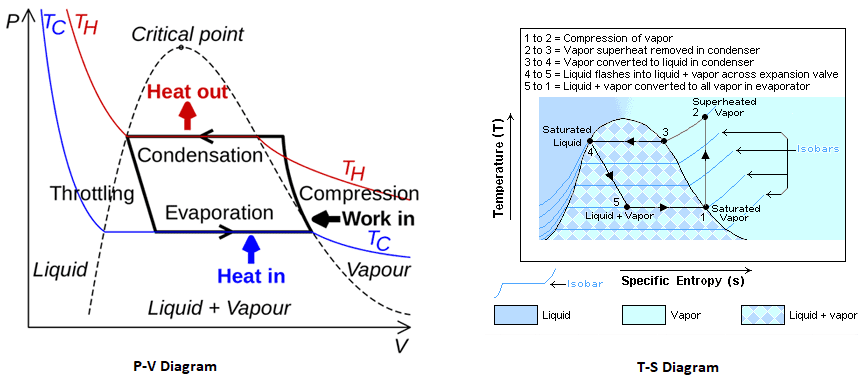 P
T_C
T_H
Critical point
Heat out
Condensation
T_H
Throttling
Compression
Evaporation
Work in
T_C
Heat in
Liquid
Vapour
Liquid + Vapour
V
P-V Diagram
1 to 2 = Compression of vapor
2 to 3 = Vapor superheat removed in condenser
3 to 4 = Vapor converted to liquid in condenser
4 to 5 = Liquid flashes into liquid + vapor across expansion valve
5 to 1 = Liquid + vapor converted to all vapor in evaporator
Temperature (T)
Superheated
2 Vapor
Saturated
Liquid
3
4
Isobars
5
Liquid + Vapor
1
Saturated
Vapor
Isobar
Specific Entropy (s)
Liquid
Vapor
Liquid + vapor
T-S Diagram